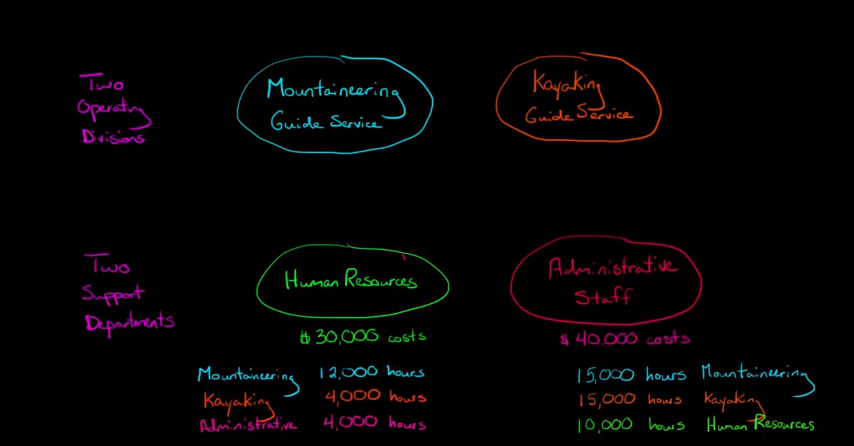 Two
Operating
Divisions
Mountaineering
Guide Service
Kayaking
Guide Service
Two
Support
Departments
Human Resources
$30,000 costs
Mountaineering 12,000 hours
Kayaking 4,000 hours
Administrative 4,000 hours
Administrative
Staff
$40,000 costs
15,000 hours Mountaineering
15,000 hours Kayaking
10,000 hours Human Resources